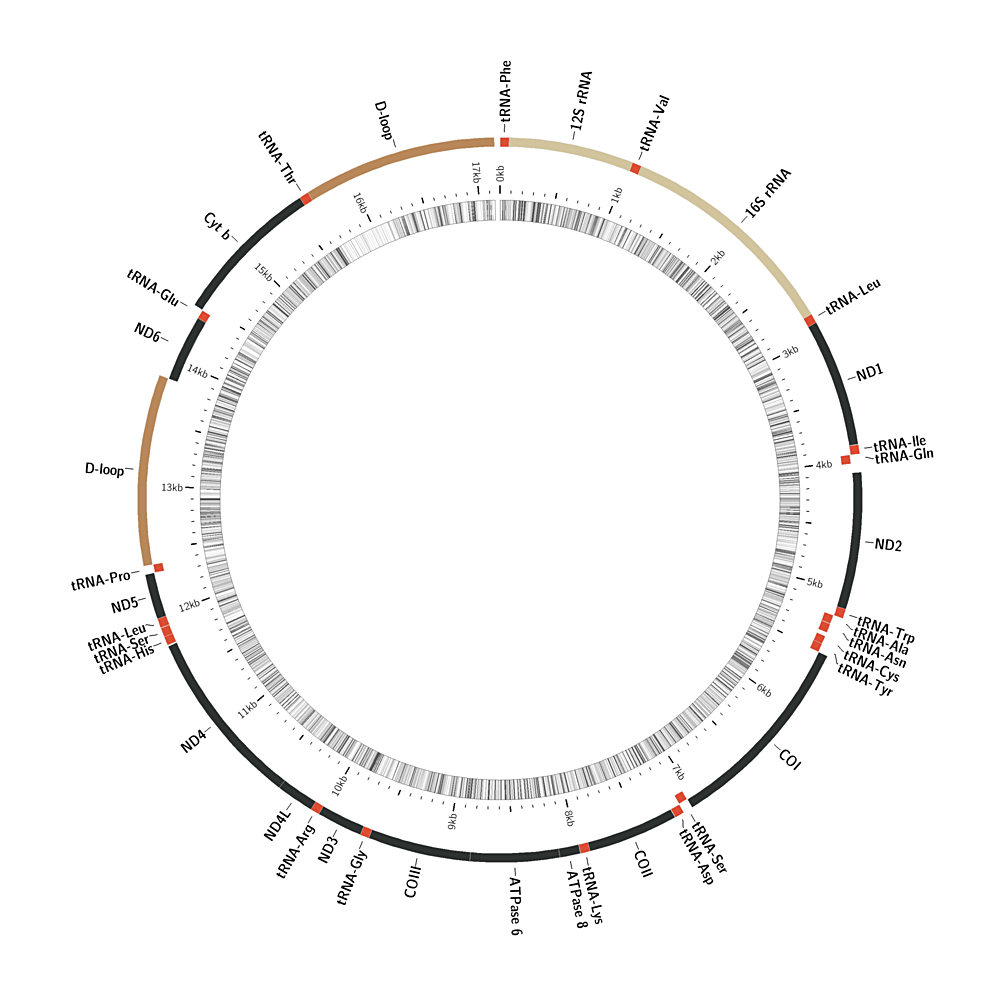 tRNA-Phe
12S rRNA
tRNA-Val
16S rRNA
tRNA-Leu
ND1
tRNA-Ile
tRNA-Gln
ND2
tRNA-Trp
tRNA-Ala
tRNA-Asn
tRNA-Cys
tRNA-Tyr
COI
tRNA-Ser
tRNA-Asp
COII
tRNA-Lys
ATPase 8
ATPase 6
COIII
tRNA-Gly
ND3
tRNA-Arg
ND4L
ND4
tRNA-His
tRNA-Ser
tRNA-Leu
ND5
tRNA-Pro
D-loop
ND6
tRNA-Glu
Cyt b
tRNA-Thr
D-loop
0kb
1kb
2kb
3kb
4kb
5kb
6kb
7kb
8kb
9kb
10kb
11kb
12kb
13kb
14kb
15kb
16kb
17kb